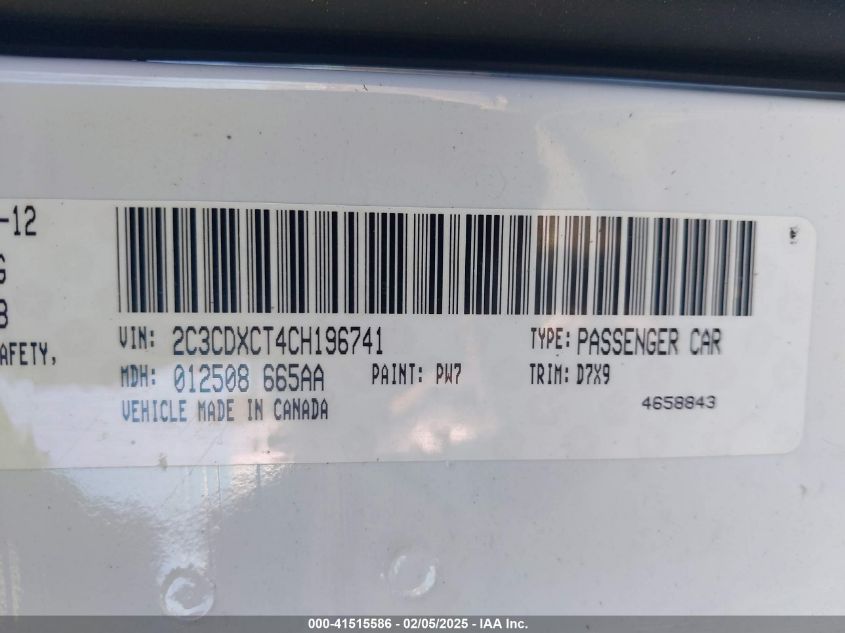 -12
G
8
AFETY,
VIN: 2C3CDXCT4CH196741 TYPE: PASSENGER CAR
MDH: 012508 665AA PAINT: PW7 TRIM: D7X9
VEHICLE MADE IN CANADA
4658843
000-41515586 - 02/05/2025 - IAA Inc.